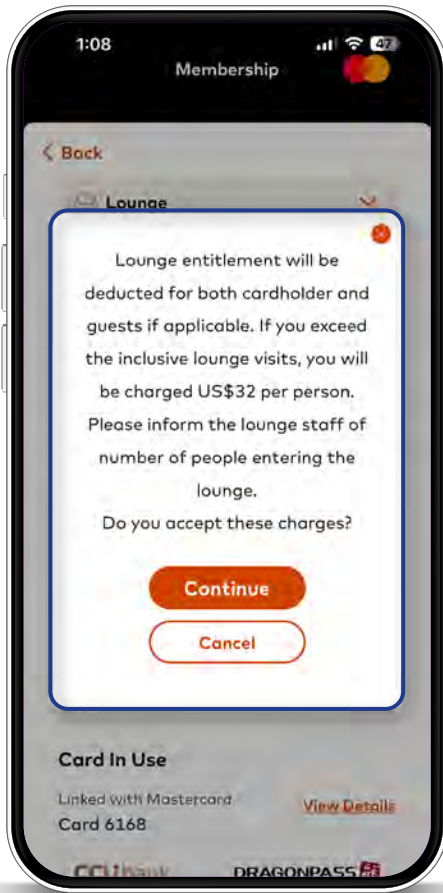 1:08
47
Membership
Back
Lounge
Lounge entitlement will be
deducted for both cardholder and
guests if applicable. If you exceed
the inclusive lounge visits, you will
be charged US$32 per person.
Please inform the lounge staff of
number of people entering the
lounge.
Do you accept these charges?
Continue
Cancel
Card In Use
Linked with Mastercard
View Details
Card 6168
DRAGONPASS